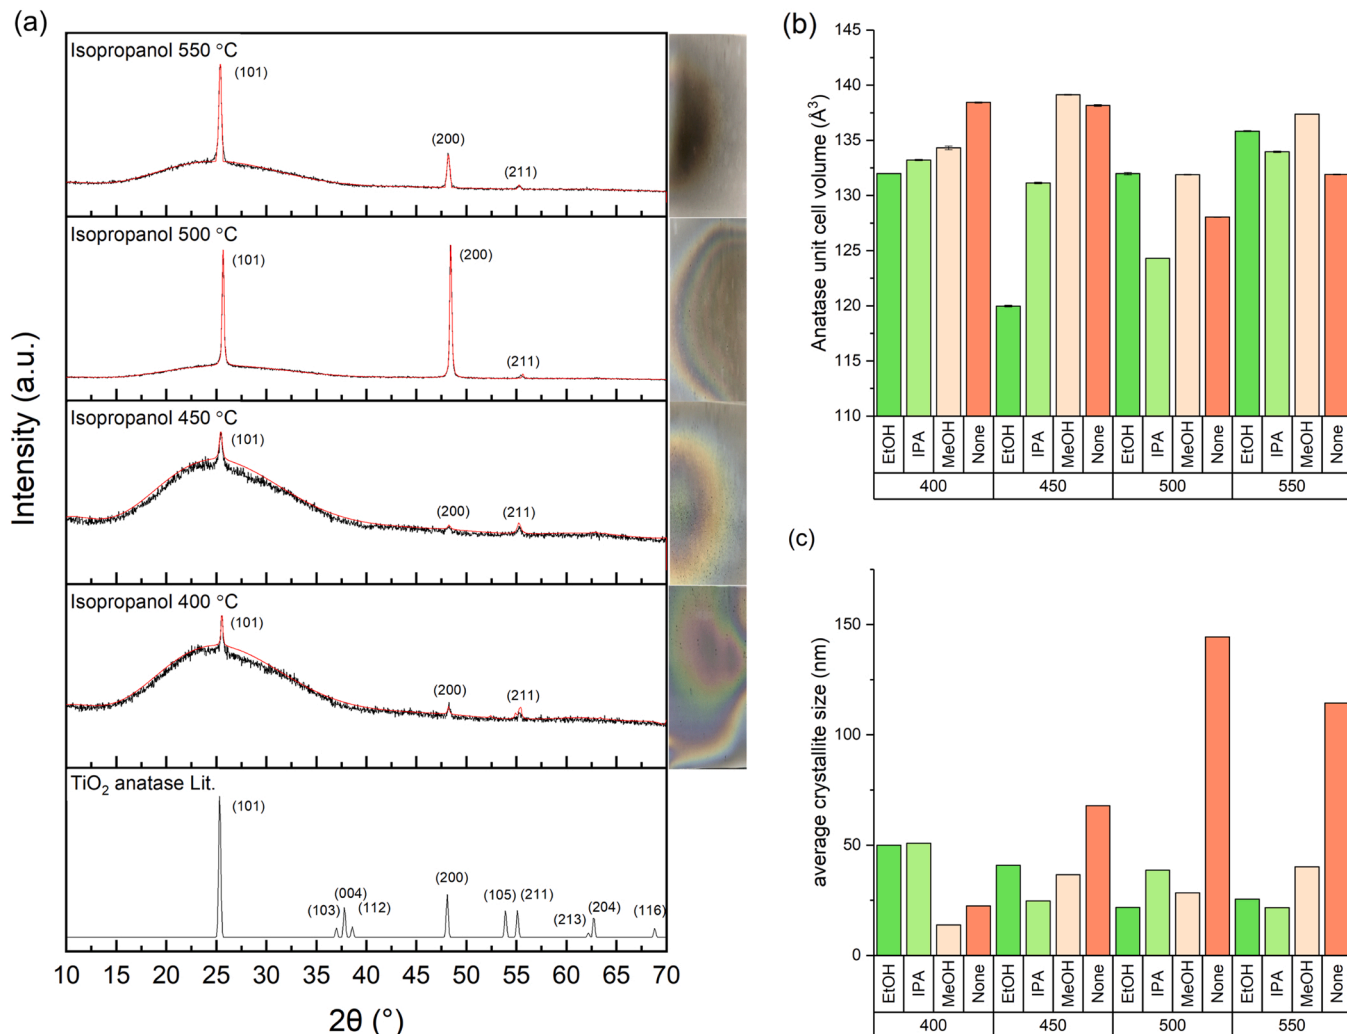 (a)
Isopropanol 550 °C
(101)
(200)
(211)
Isopropanol 500 °C
(101)
(200)
(211)
Isopropanol 450 °C
(101)
(200)
(211)
Isopropanol 400 °C
(101)
(200)
(211)
TiO2 anatase Lit.
(101)
(103)
(004)
(112)
(200)
(105)
(211)
(213)
(204)
(116)
10 15 20 25 30 35 40 45 50 55 60 65 70
2θ (°)
Intensity (a.u.)
(b)
145
140
135
130
125
120
115
110
Anatase unit cell volume (Å3)
EtOH IPA MeOH None EtOH IPA MeOH None EtOH IPA MeOH None EtOH IPA MeOH None
400 450 500 550
(c)
150
100
50
0
average crystallite size (nm)
EtOH IPA MeOH None EtOH IPA MeOH None EtOH IPA MeOH None EtOH IPA MeOH None
400 450 500 550